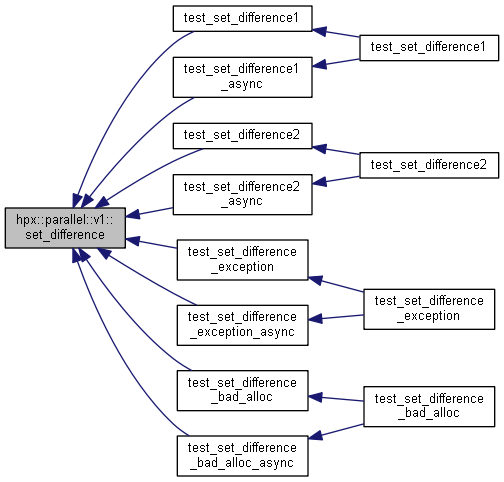 test_set_difference1
test_set_difference1
test_set_difference1
_async
test_set_difference2
test_set_difference2
test_set_difference2
_async
hpx::parallel::v1::
set_difference
test_set_difference
_exception
test_set_difference
_exception
test_set_difference
_exception_async
test_set_difference
_bad_alloc
test_set_difference
_bad_alloc
test_set_difference
_bad_alloc_async